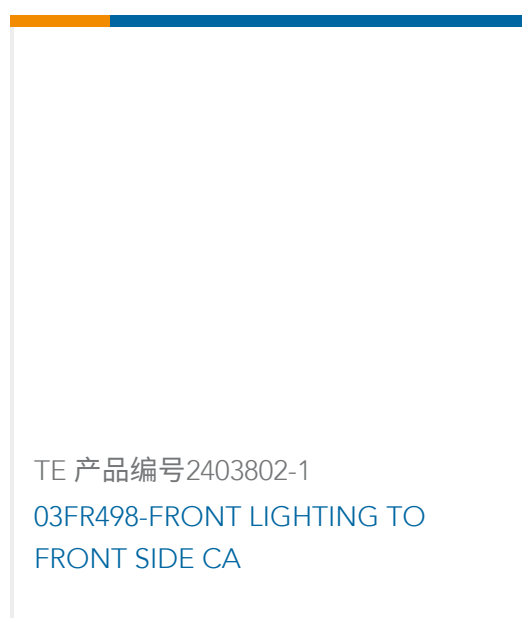 TE 产品编号2403802-1
03FR498-FRONT LIGHTING TO
FRONT SIDE CA